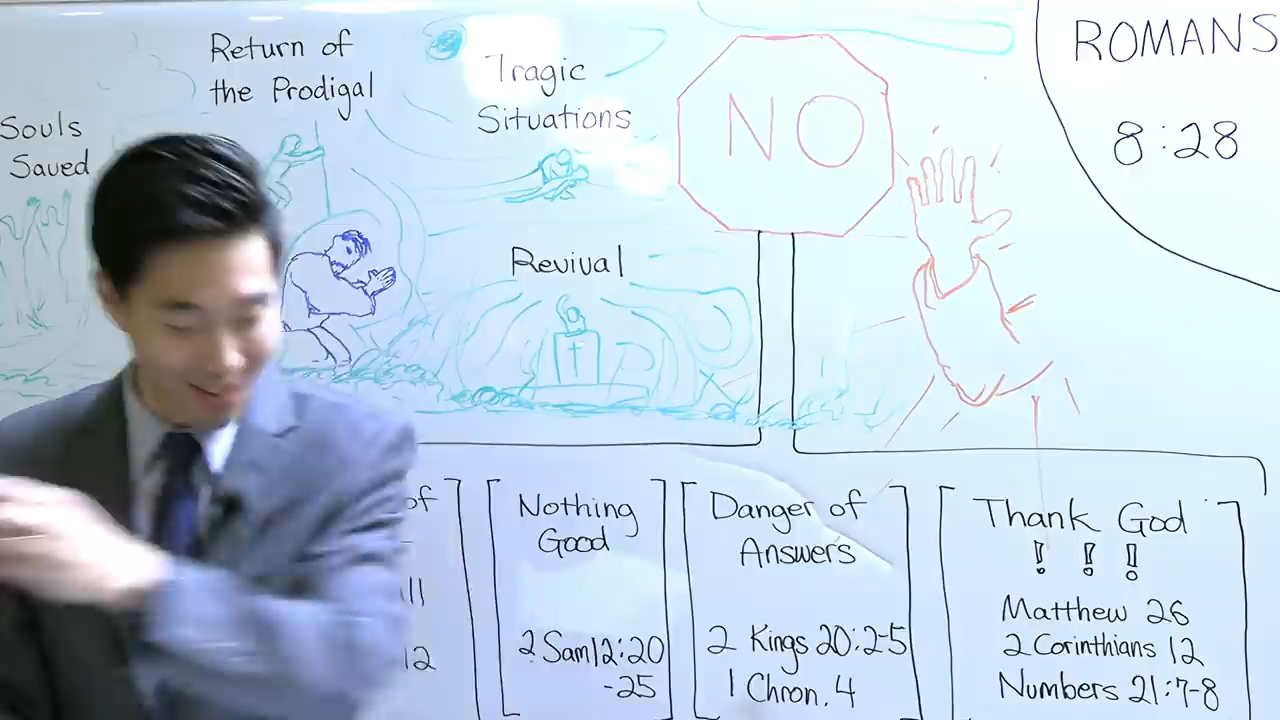 Souls
Saved
Return of
the Prodigal
Tragic
Situations
Revival
NO
ROMANS
8:28
of
Nothing
Good
2 Sam 12:20
-25
Danger of
Answers
2 Kings 20:2-5
1 Chron. 4
Thank God
! ! !
Matthew 26
2 Corinthians 12
Numbers 21:7-8